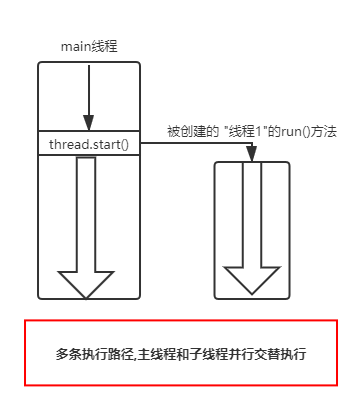 main线程
thread.start()
被创建的 "线程1"的run()方法
多条执行路径,主线程和子线程并行交替执行